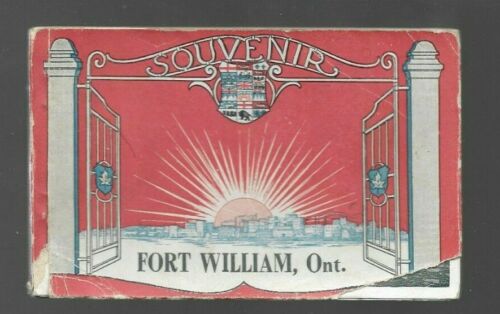 SOUVENIR
FORT WILLIAM, Ont.